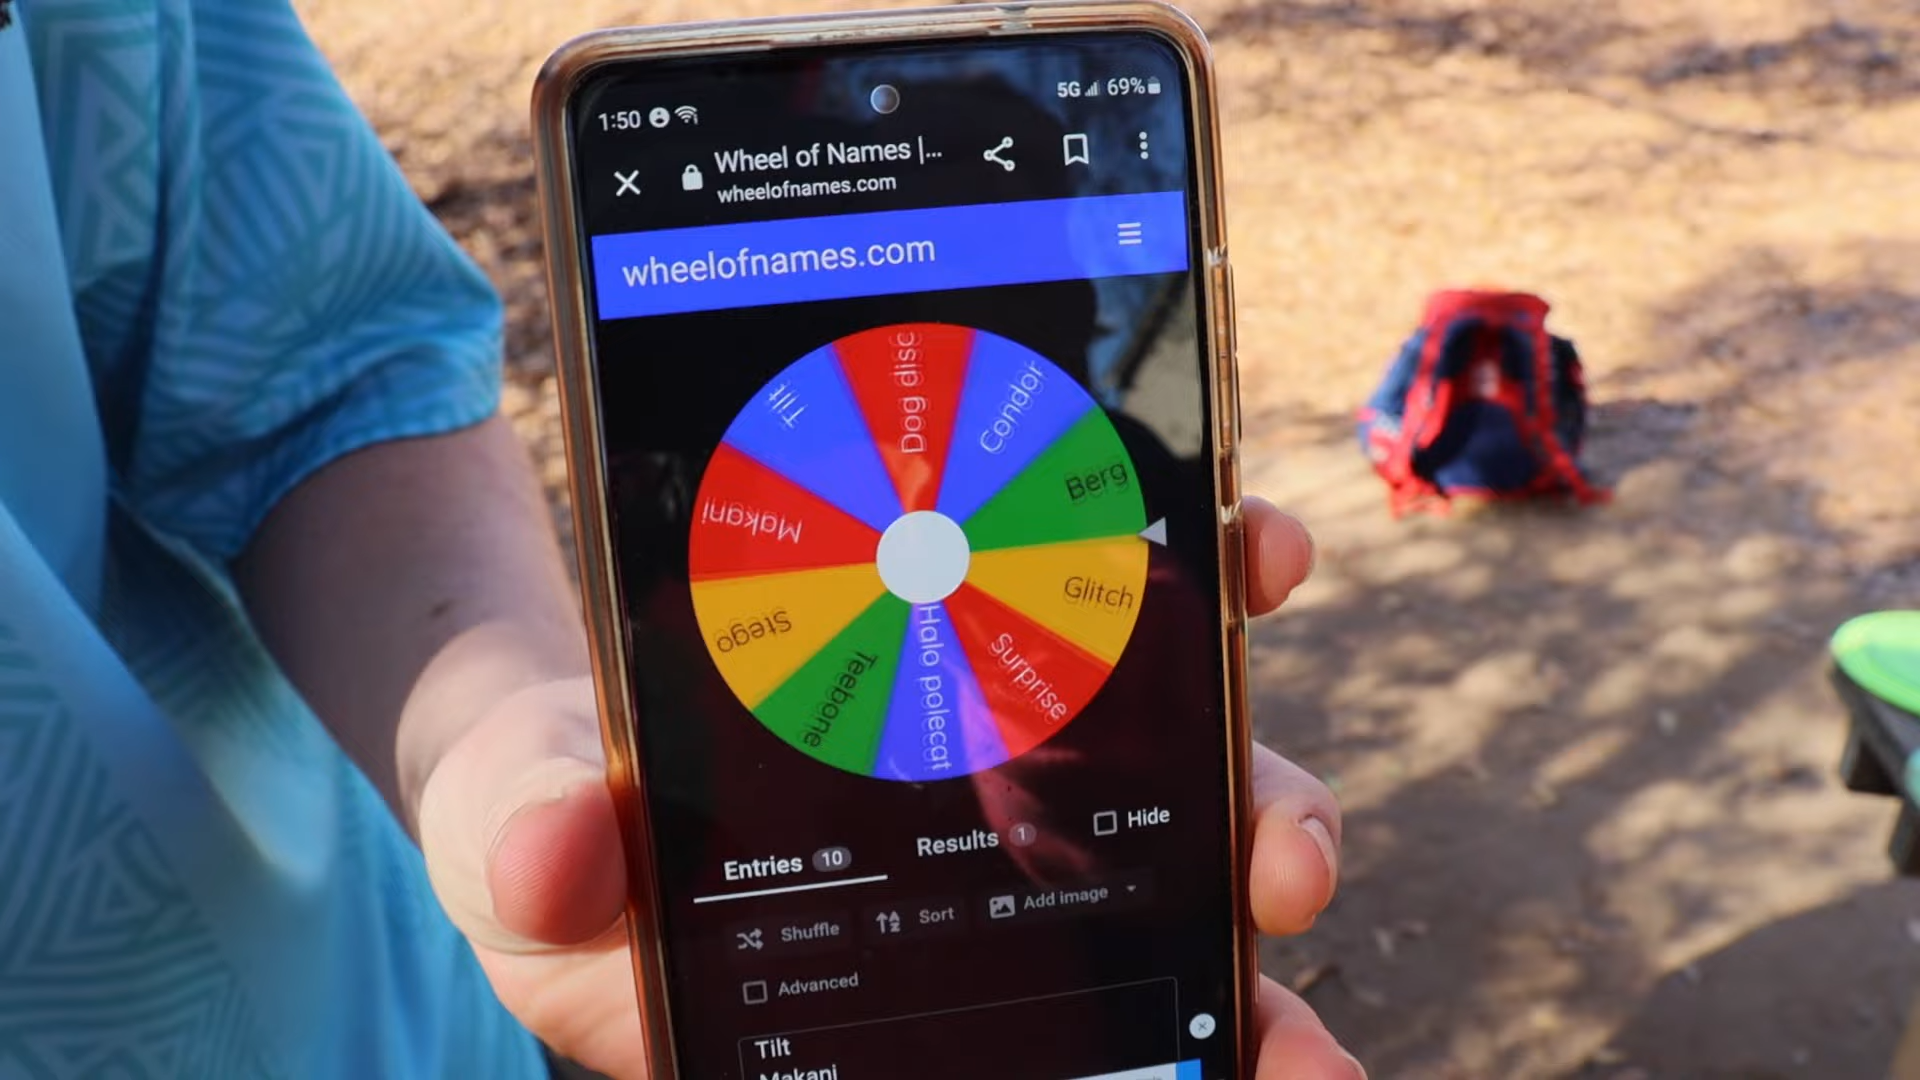 1:50 5G 69%
Wheel of Names |...
wheelofnames.com
wheelofnames.com
Dog disc
Condor
Berg
Glitch
Surprise
Halo polecat
Teebone
Stego
Makani
Tilt
Entries 10 Results 1 Hide
Shuffle Sort Add image
Advanced
Tilt
Makani